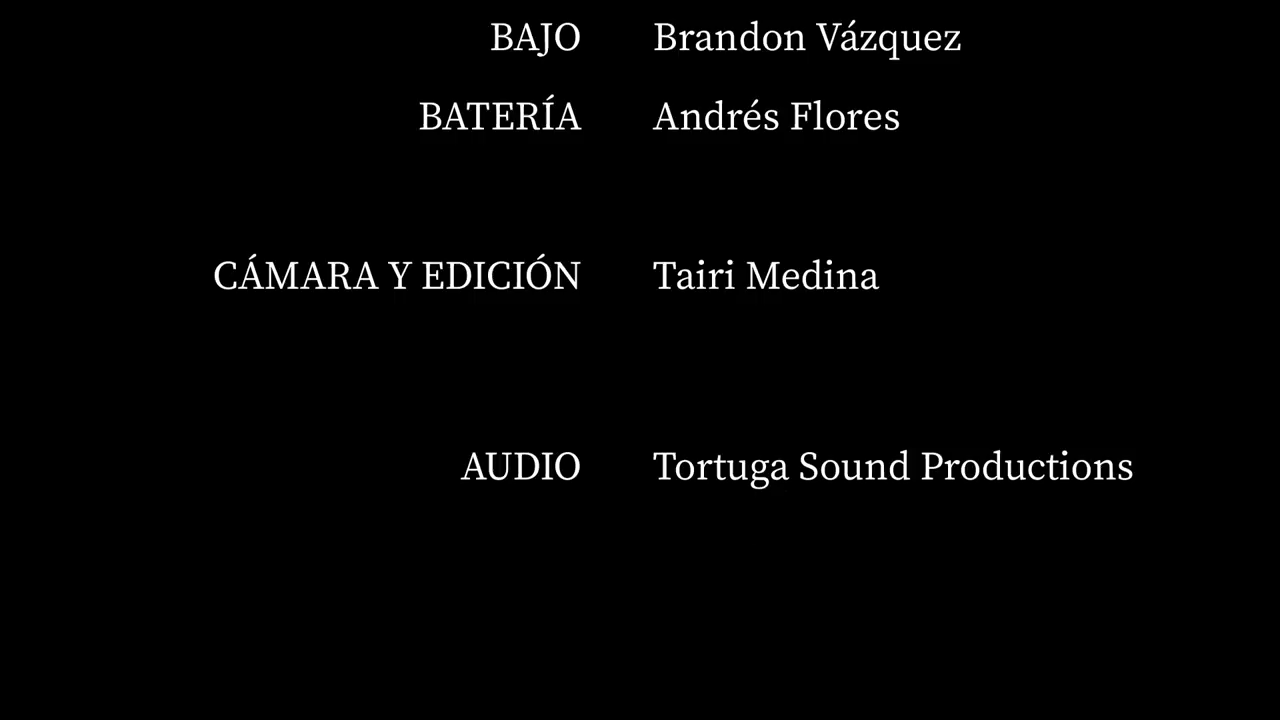 BAJO Brandon Vázquez
BATERÍA Andrés Flores
CÁMARA Y EDICIÓN Tairi Medina
AUDIO Tortuga Sound Productions